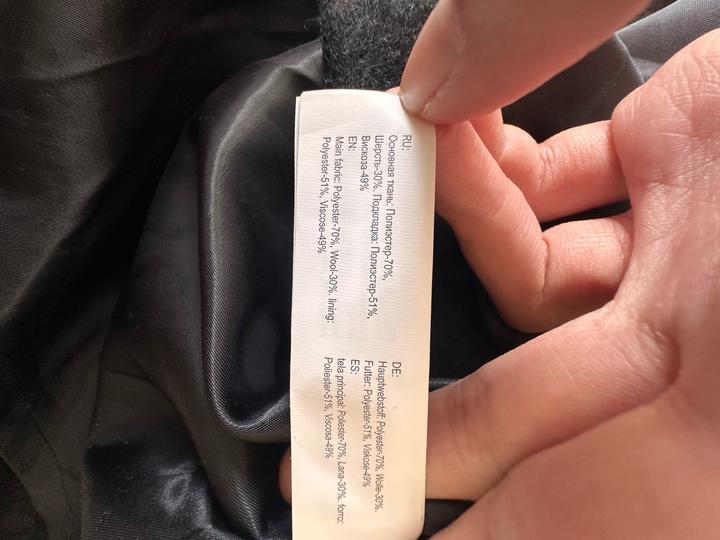 RU:
Основная ткань: Полиэстер-70%,
Шерсть-30%. Подкладка: Полиэстер-51%,
Вискоза-49%
EN:
Main fabric: Polyester-70%, Wool-30%. lining:
Polyester-51%, Viscose-49%
DE:
Hauptwebstoff: Polyester-70%, Wolle-30%.
Futter: Polyester-51%, Viskose-49%
ES:
tela principal: Poliester-70%, Lana-30%. forro:
Poliester-51%, Viscosa-49%